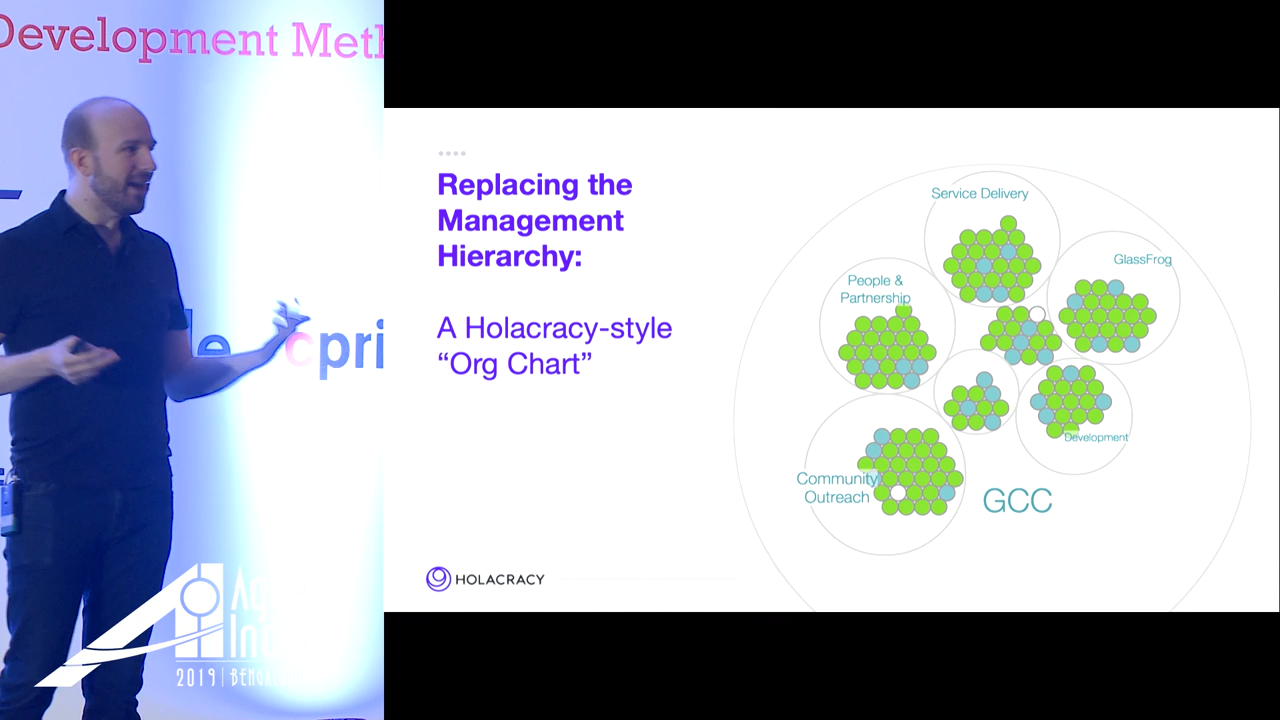 Development
Replacing the
Management
Hierarchy:
A Holacracy-style
“Org Chart”
Service Delivery
GlassFrog
People &
Partnership
Development
Community
Outreach
GCC
HOLACRACY
2019